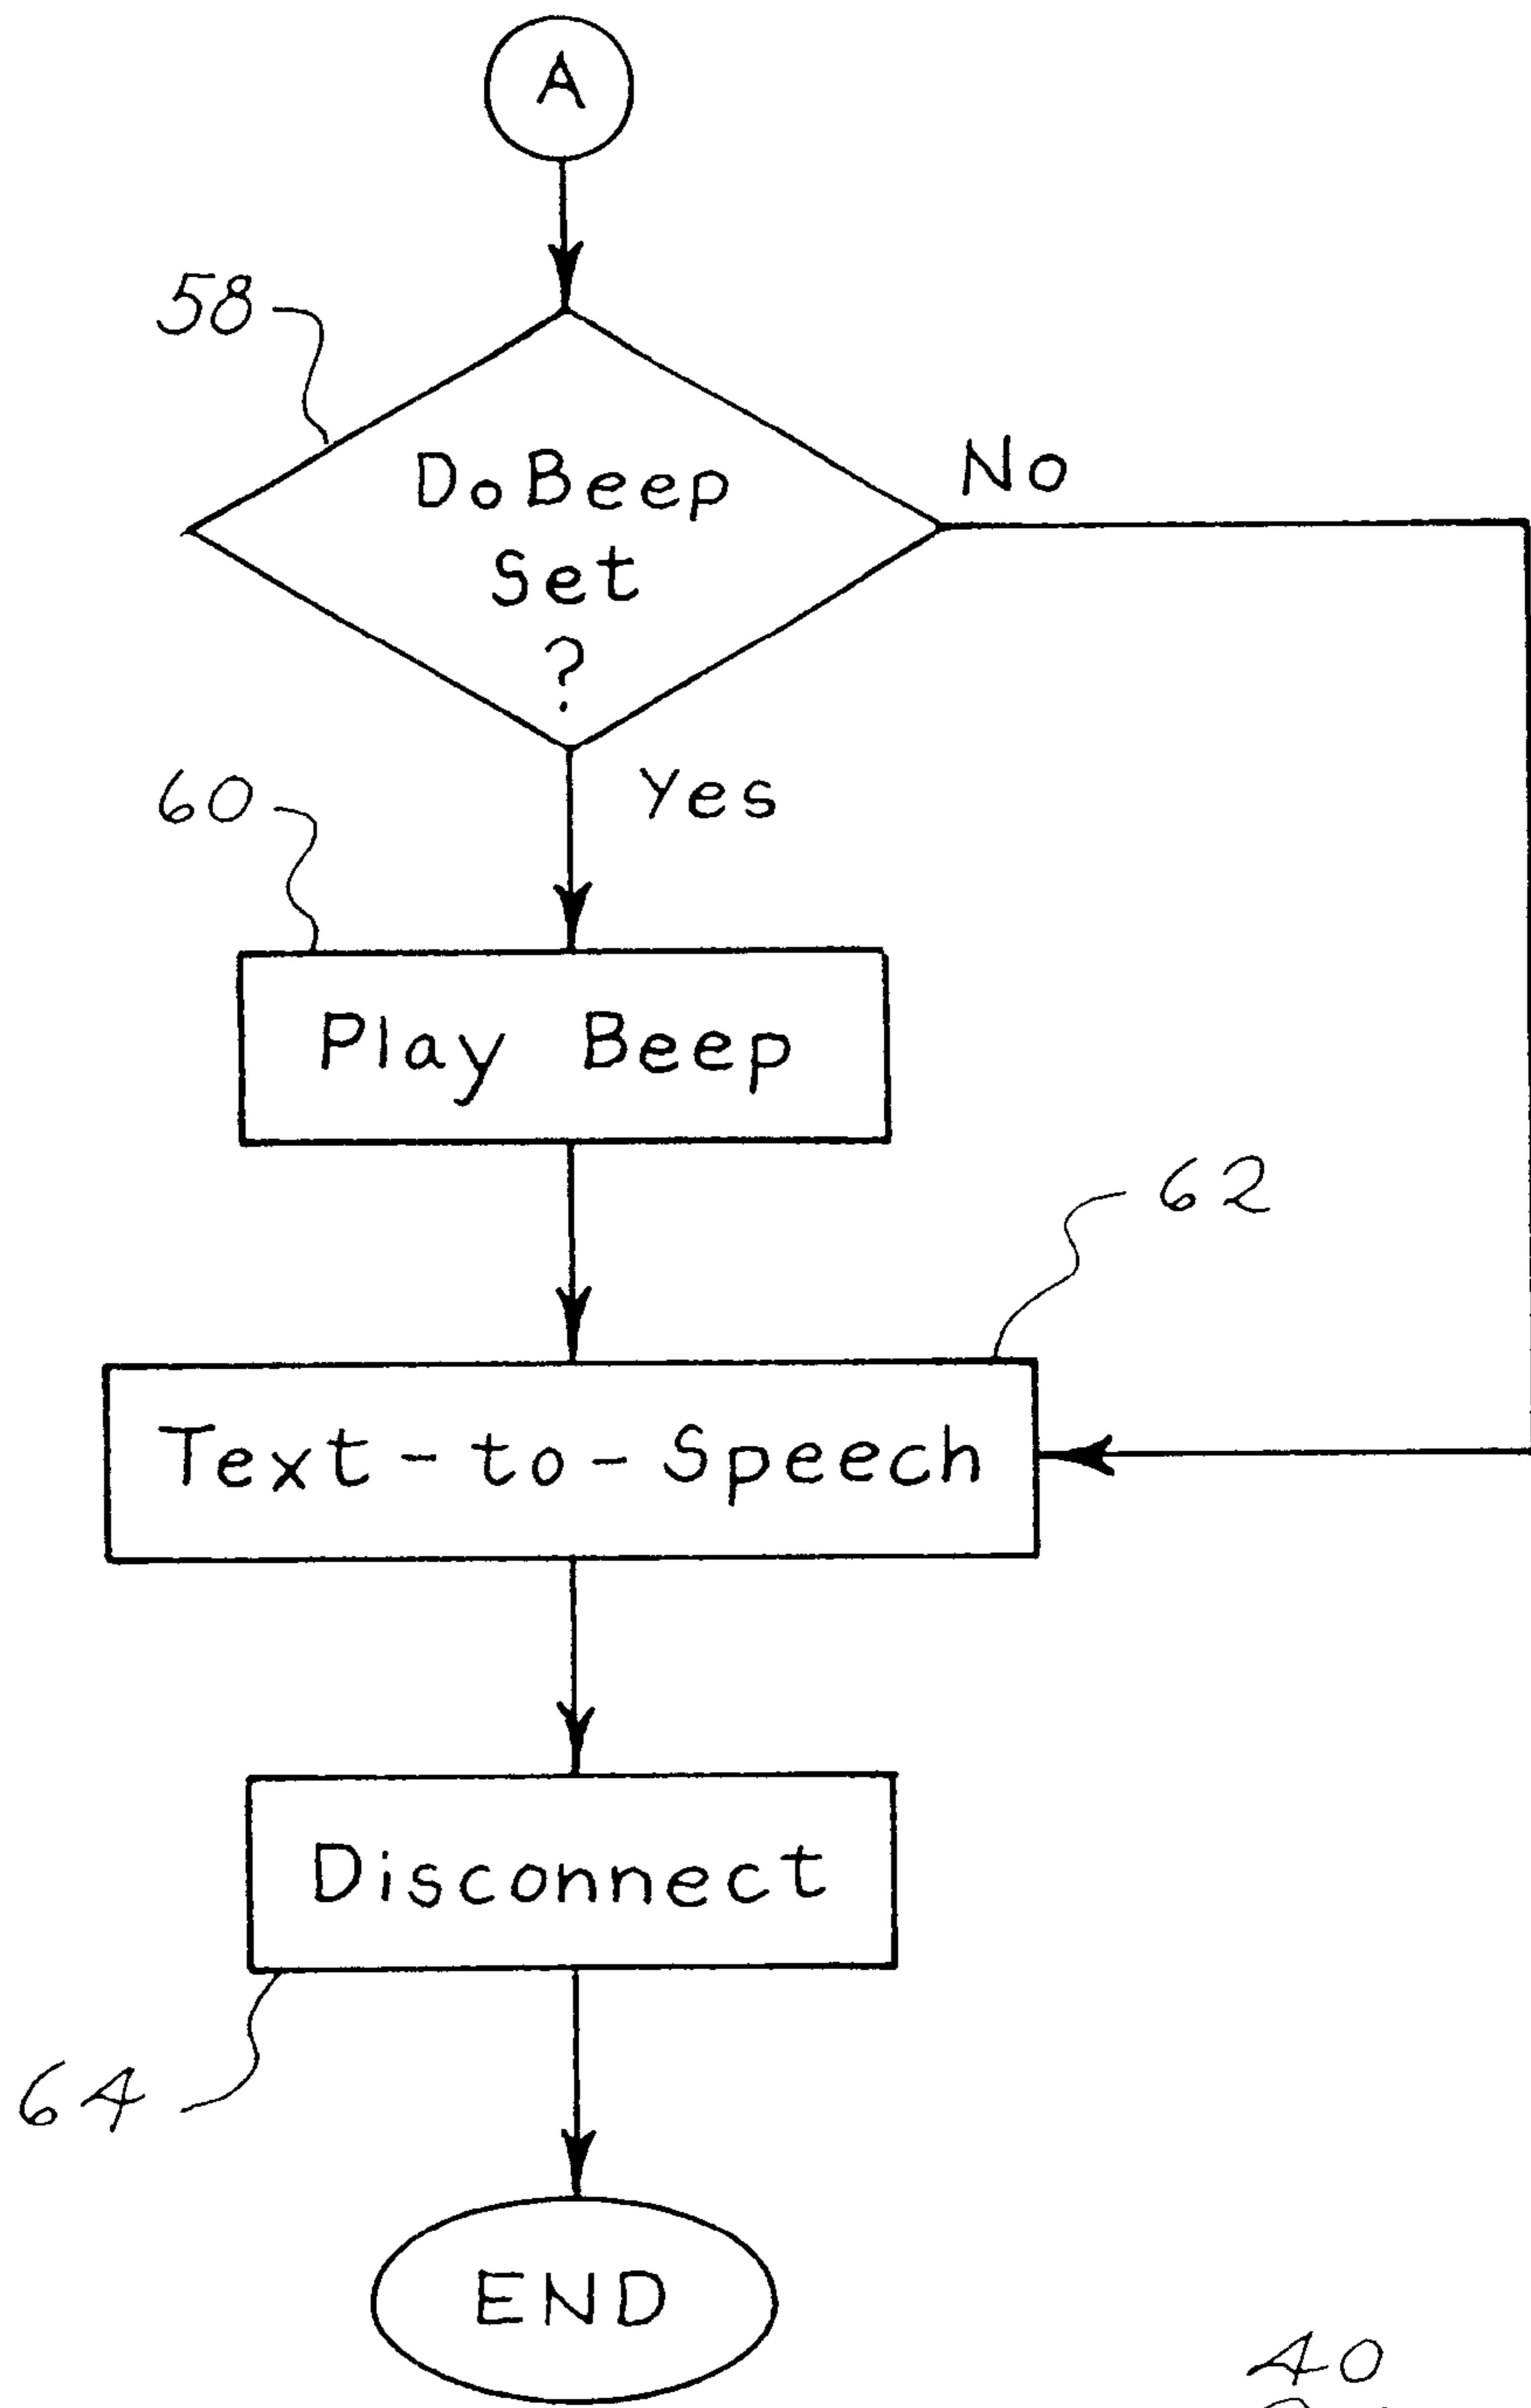 A
58
DoBeep
Set
?
No
Yes
60
Play Beep
62
Text-to-Speech
Disconnect
64
END
40